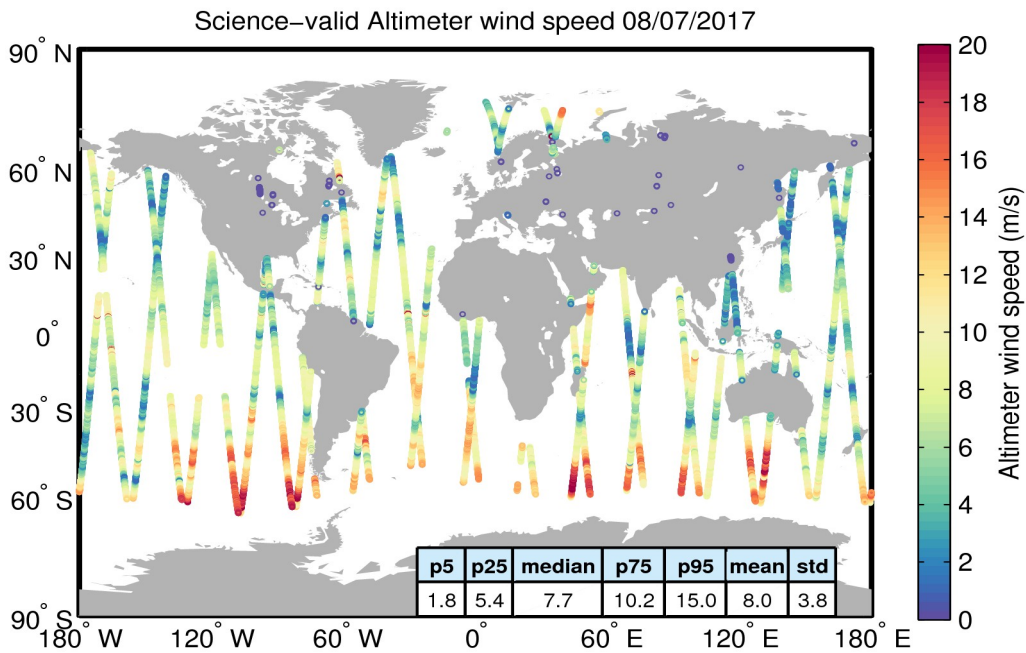 Science−valid Altimeter wind speed 08/07/2017
90° N
60° N
30° N
0°
30° S
60° S
90° S
180° W
120° W
60° W
0°
60° E
120° E
180° E
p5 p25 median p75 p95 mean std
1.8 5.4 7.7 10.2 15.0 8.0 3.8
20
18
16
14
12
10
8
6
4
2
0
Altimeter wind speed (m/s)